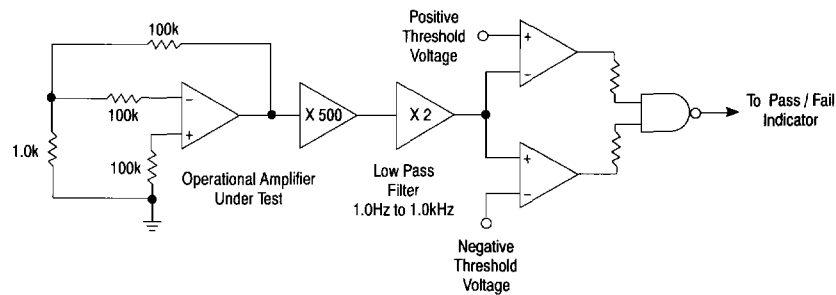 100k
100k
1.0k
100k
−
+
Operational Amplifier
Under Test
X 500
X 2
Low Pass
Filter
1.0Hz to 1.0kHz
Positive
Threshold
Voltage
+
−
+
−
Negative
Threshold
Voltage
To Pass / Fail
Indicator